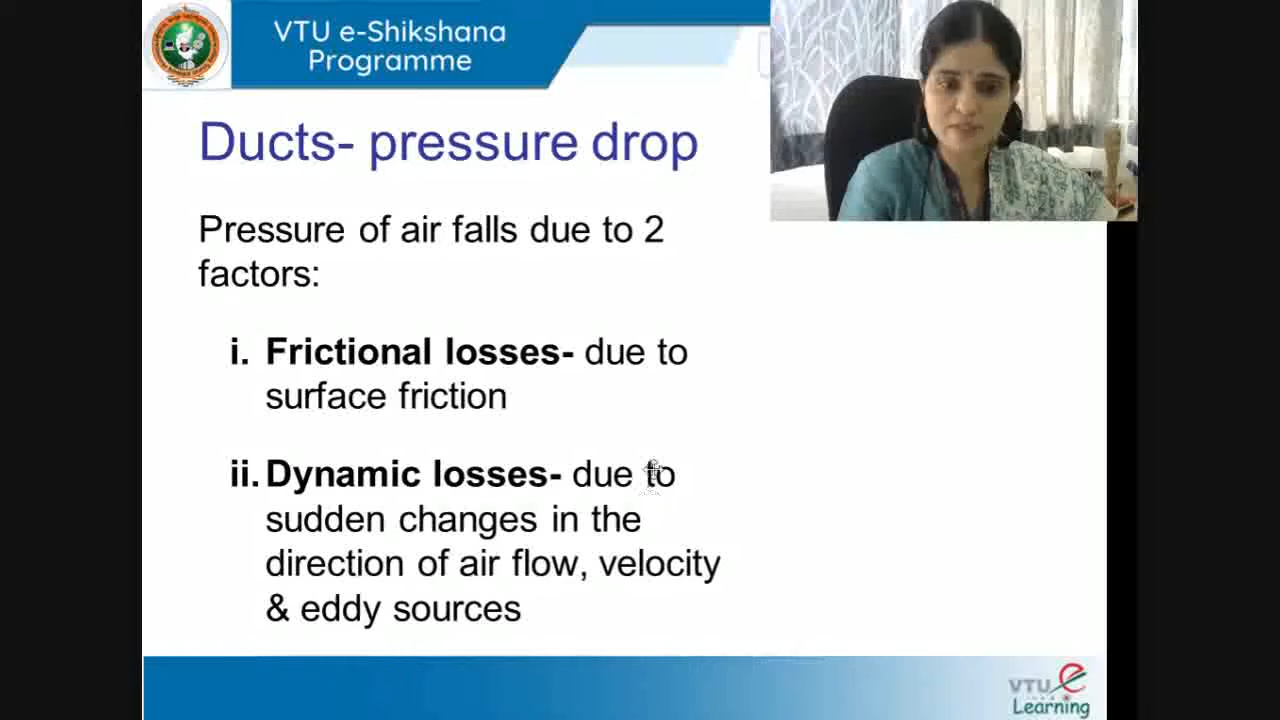 VTU e-Shikshana
Programme
Ducts- pressure drop
Pressure of air falls due to 2
factors:
i. Frictional losses- due to
surface friction
ii. Dynamic losses- due to
sudden changes in the
direction of air flow, velocity
& eddy sources
VTU e
Learning